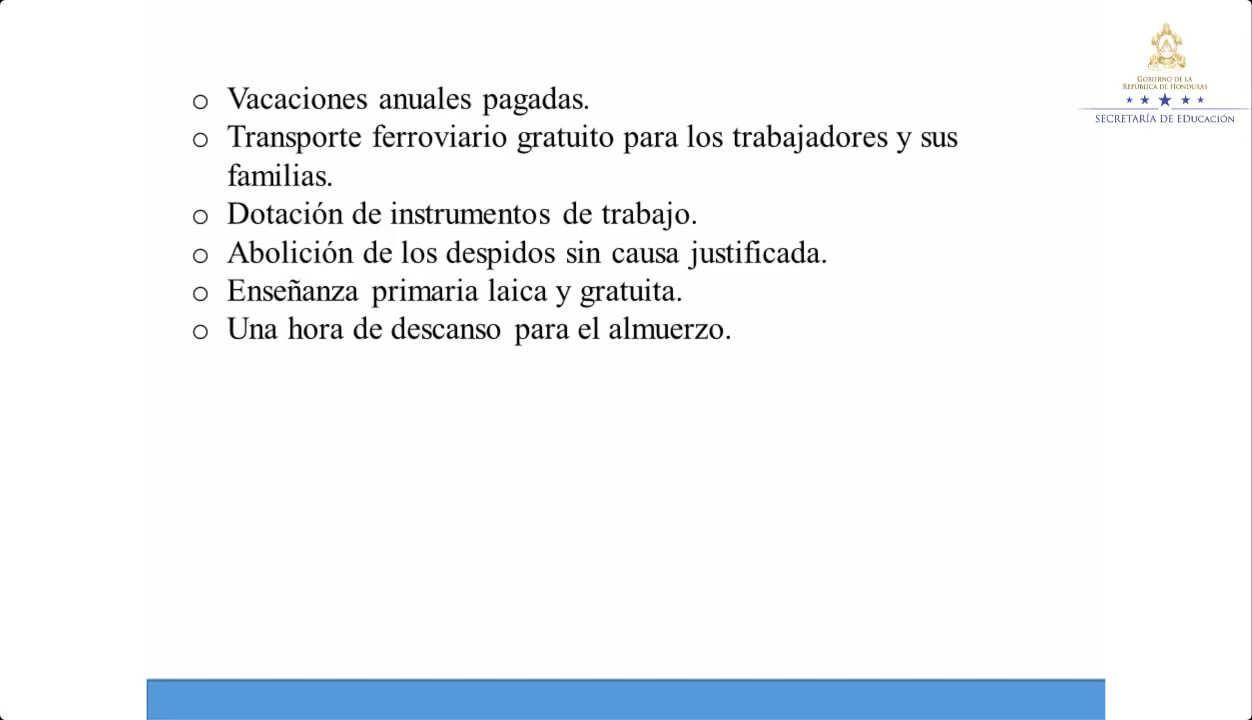 GOBIERNO DE LA
REPÚBLICA DE HONDURAS
SECRETARÍA DE EDUCACIÓN
o Vacaciones anuales pagadas.
o Transporte ferroviario gratuito para los trabajadores y sus
familias.
o Dotación de instrumentos de trabajo.
o Abolición de los despidos sin causa justificada.
o Enseñanza primaria laica y gratuita.
o Una hora de descanso para el almuerzo.